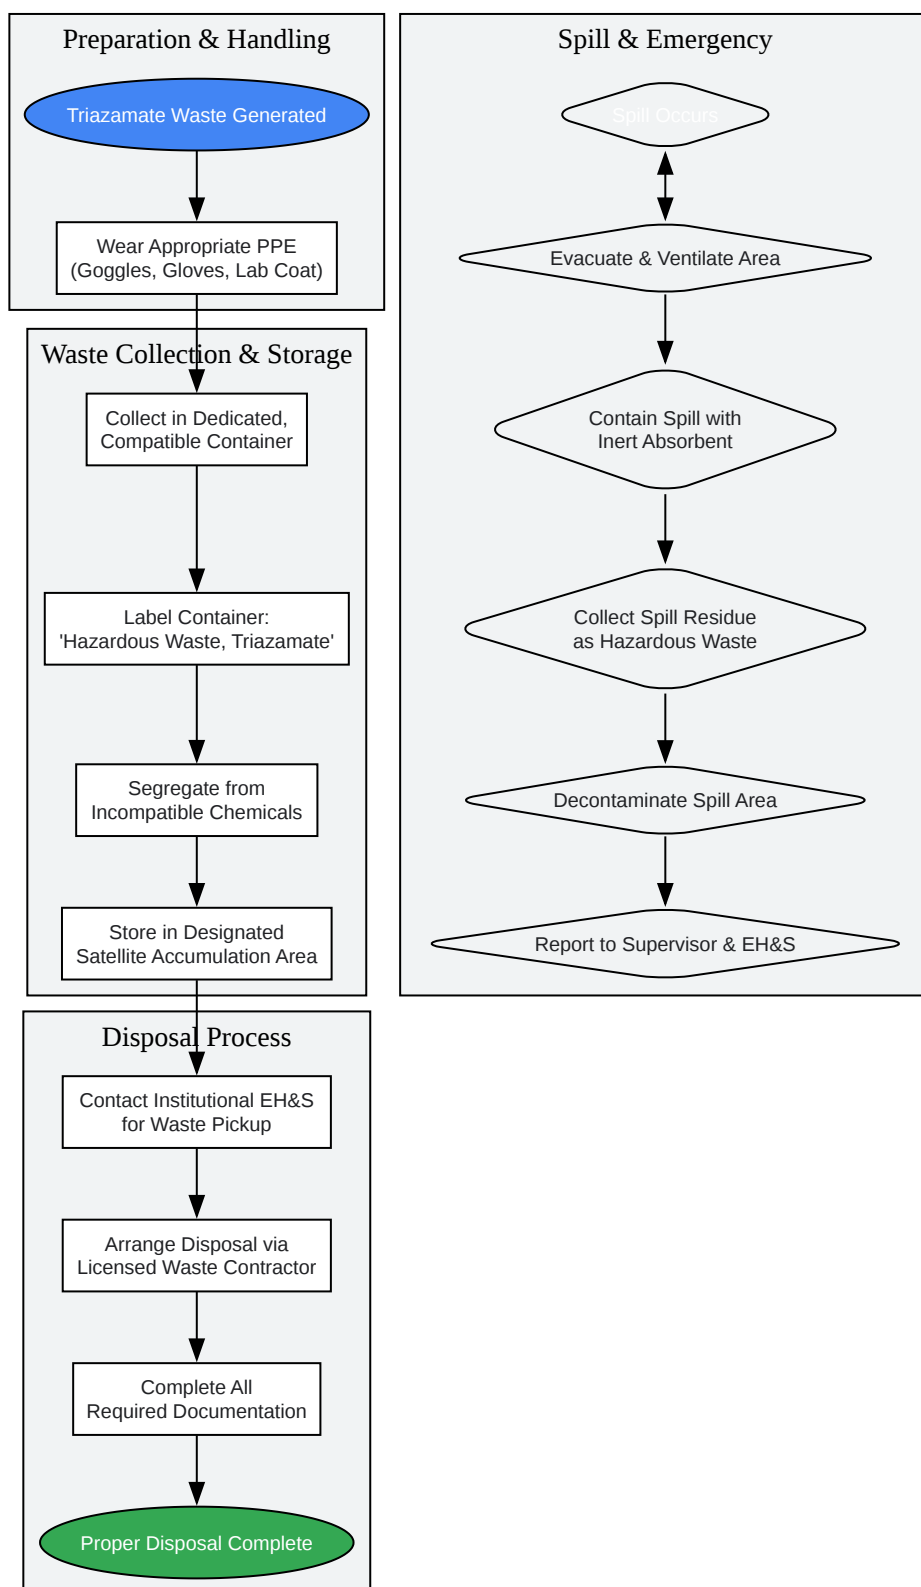 Preparation & Handling
Triazamate Waste Generated
Wear Appropriate PPE
(Goggles, Gloves, Lab Coat)
Waste Collection & Storage
Collect in Dedicated,
Compatible Container
Label Container:
'Hazardous Waste, Triazamate'
Segregate from
Incompatible Chemicals
Store in Designated
Satellite Accumulation Area
Disposal Process
Contact Institutional EH&S
for Waste Pickup
Arrange Disposal via
Licensed Waste Contractor
Complete All
Required Documentation
Proper Disposal Complete
Spill & Emergency
Spill Occurs
Evacuate & Ventilate Area
Contain Spill with
Inert Absorbent
Collect Spill Residue
as Hazardous Waste
Decontaminate Spill Area
Report to Supervisor & EH&S